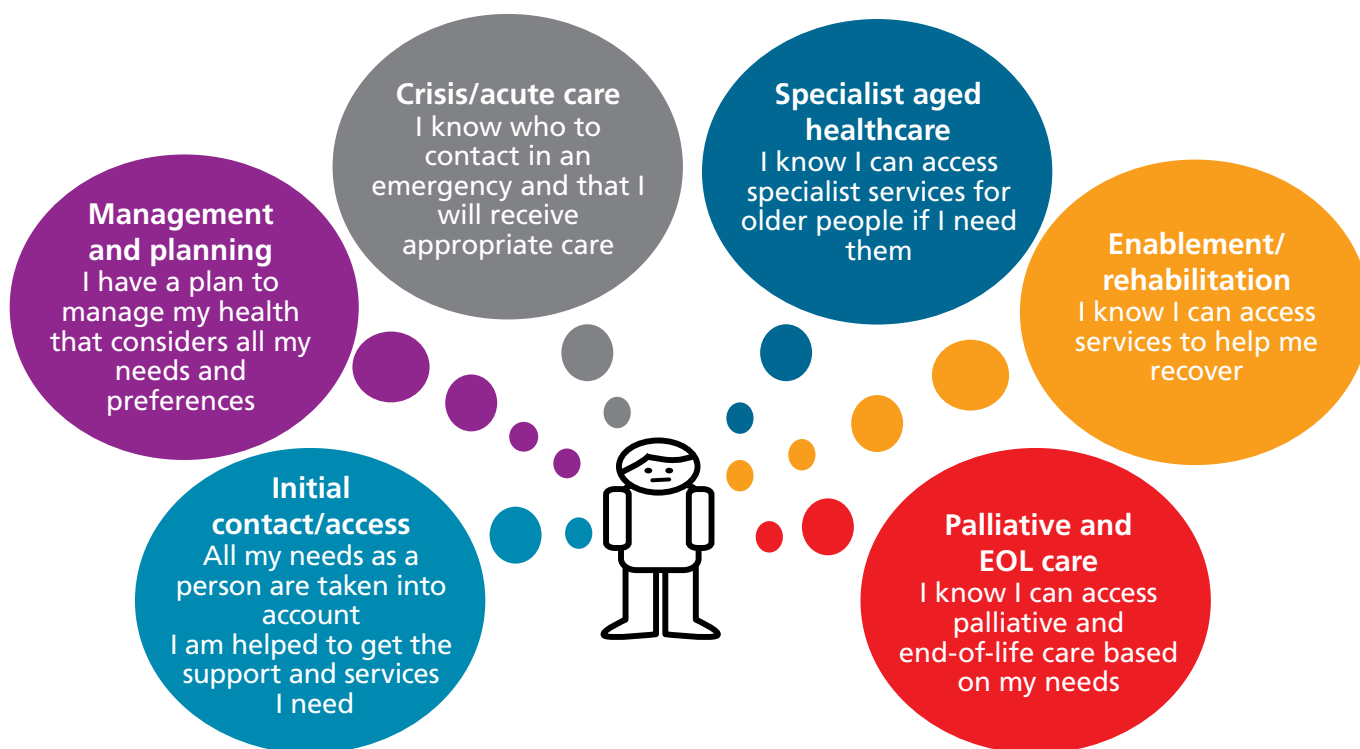 Crisis/acute care
I know who to
contact in an
emergency and that I
will receive
appropriate care
Specialist aged
healthcare
I know I can access
specialist services for
older people if I need
them
Management
and planning
I have a plan to
manage my health
that considers all my
needs and
preferences
Enablement/
rehabilitation
I know I can access
services to help me
recover
Initial
contact/access
All my needs as a
person are taken into
account
I am helped to get the
support and services
I need
Palliative and
EOL care
I know I can access
palliative and
end-of-life care based
on my needs